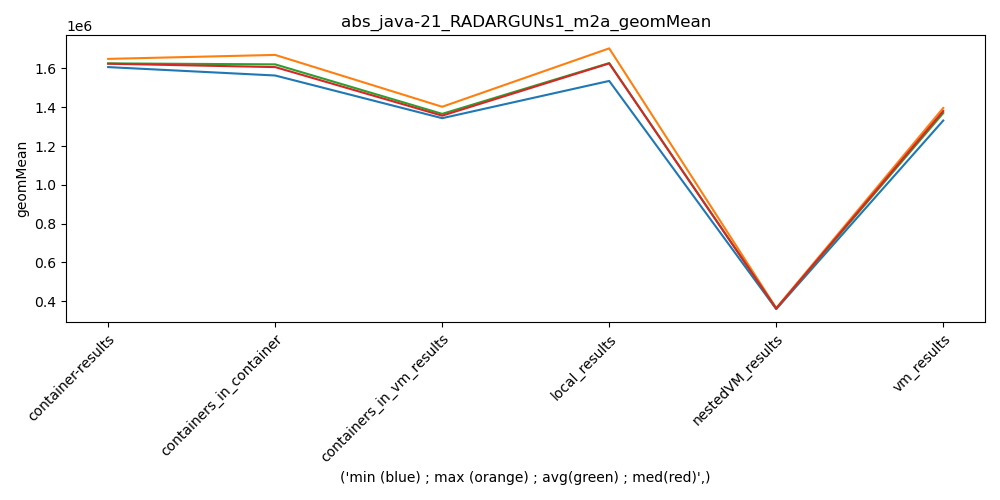 abs_java-21_RADARGUNs1_m2a_geomMean
1e6
1.6
1.4
1.2
1.0
0.8
0.6
0.4
geomMean
container-results
containers_in_container
containers_in_vm_results
local_results
nestedVM_results
vm_results
('min (blue) ; max (orange) ; avg(green) ; med(red)',)